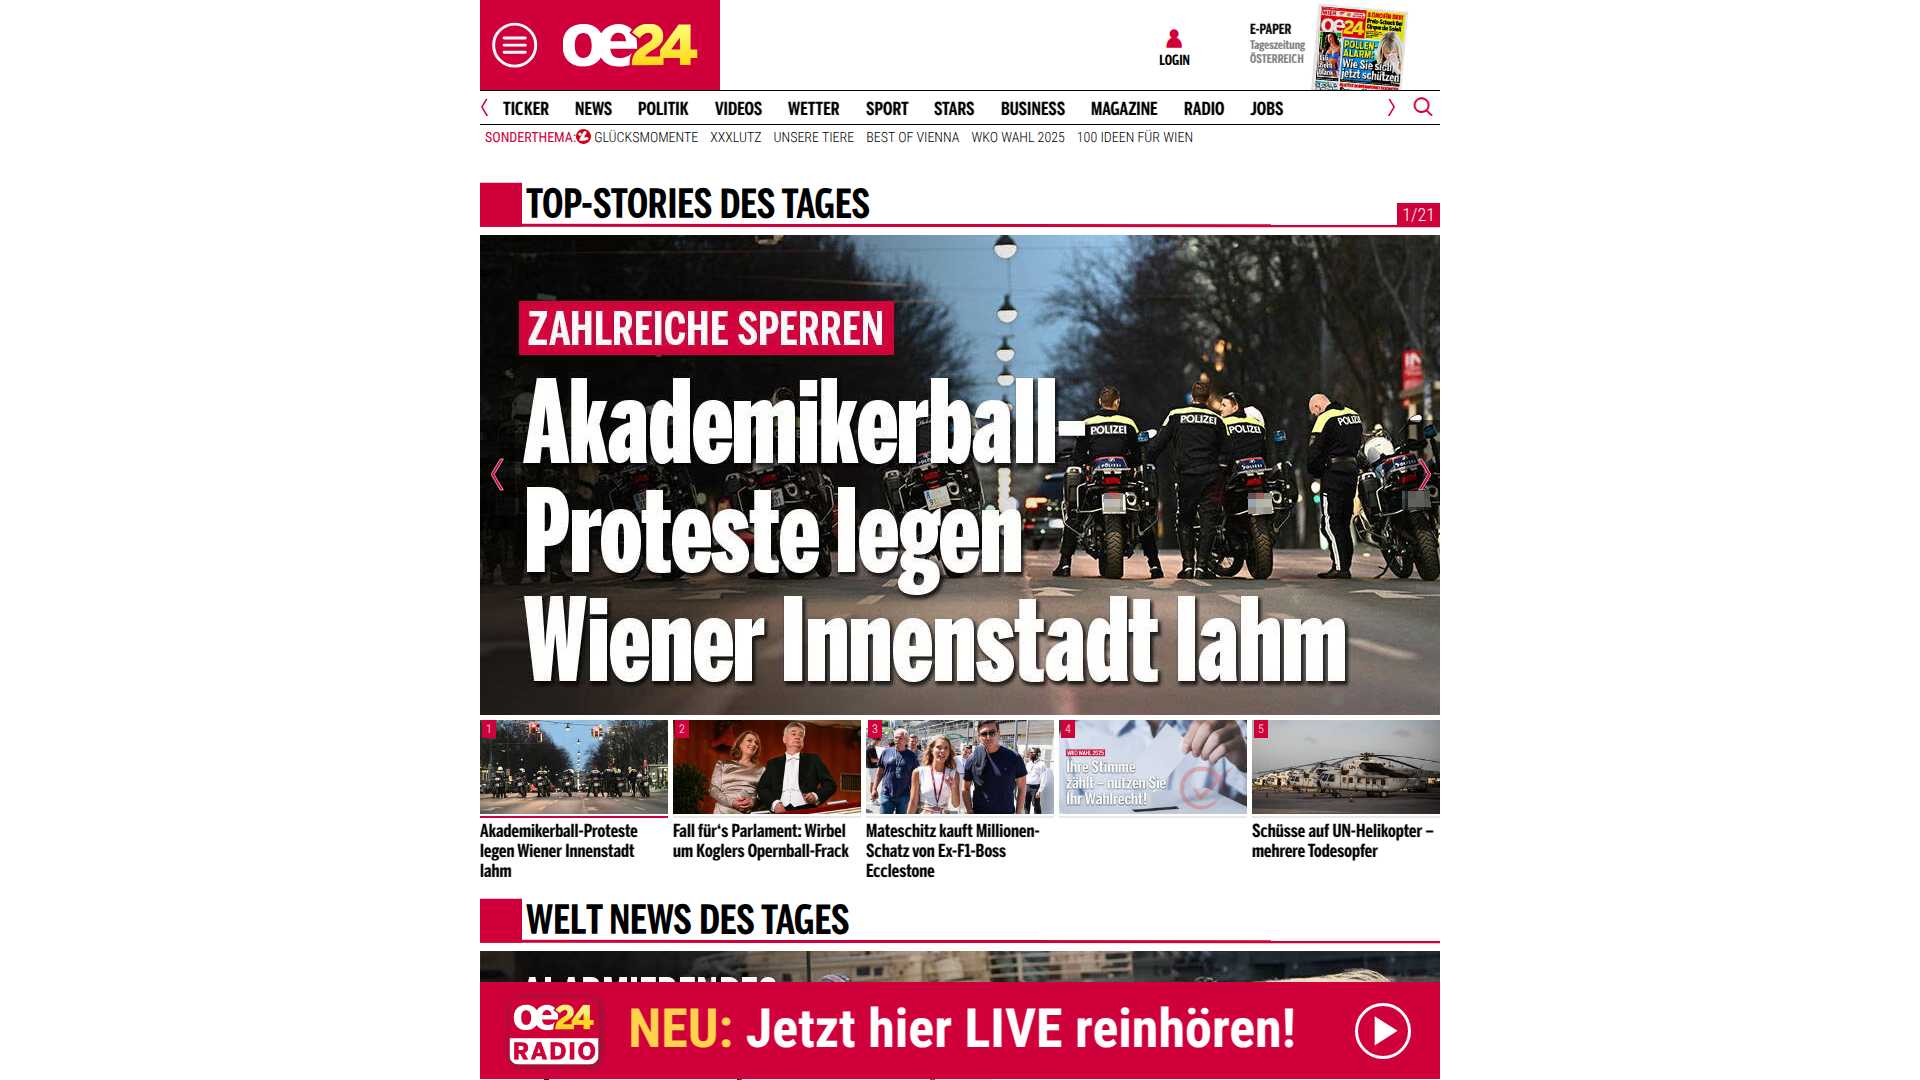 oe24
LOGIN
E-PAPER
Tageszeitung
ÖSTERREICH
oe24
POLLEN-
ALARM:
Wie Sie sich
jetzt schützen
TICKER NEWS POLITIK VIDEOS WETTER SPORT STARS BUSINESS MAGAZINE RADIO JOBS
SONDERTHEMA: GLÜCKSMOMENTE XXXLUTZ UNSERE TIERE BEST OF VIENNA WKO WAHL 2025 100 IDEEN FÜR WIEN
TOP-STORIES DES TAGES
1/21
ZAHLREICHE SPERREN
Akademikerball-
Proteste legen
Wiener Innenstadt lahm
POLIZEI POLIZEI POLIZEI POLIZEI
1 2 3 4 5
WKO WAHL 2025
Ihre Stimme
zählt – nutzen Sie
Ihr Wahlrecht!
Akademikerball-Proteste
legen Wiener Innenstadt
lahm
Fall für‘s Parlament: Wirbel
um Koglers Opernball-Frack
Mateschitz kauft Millionen-
Schatz von Ex-F1-Boss
Ecclestone
Schüsse auf UN-Helikopter –
mehrere Todesopfer
WELT NEWS DES TAGES
ALARMIERENDES
oe24
RADIO
NEU: Jetzt hier LIVE reinhören!